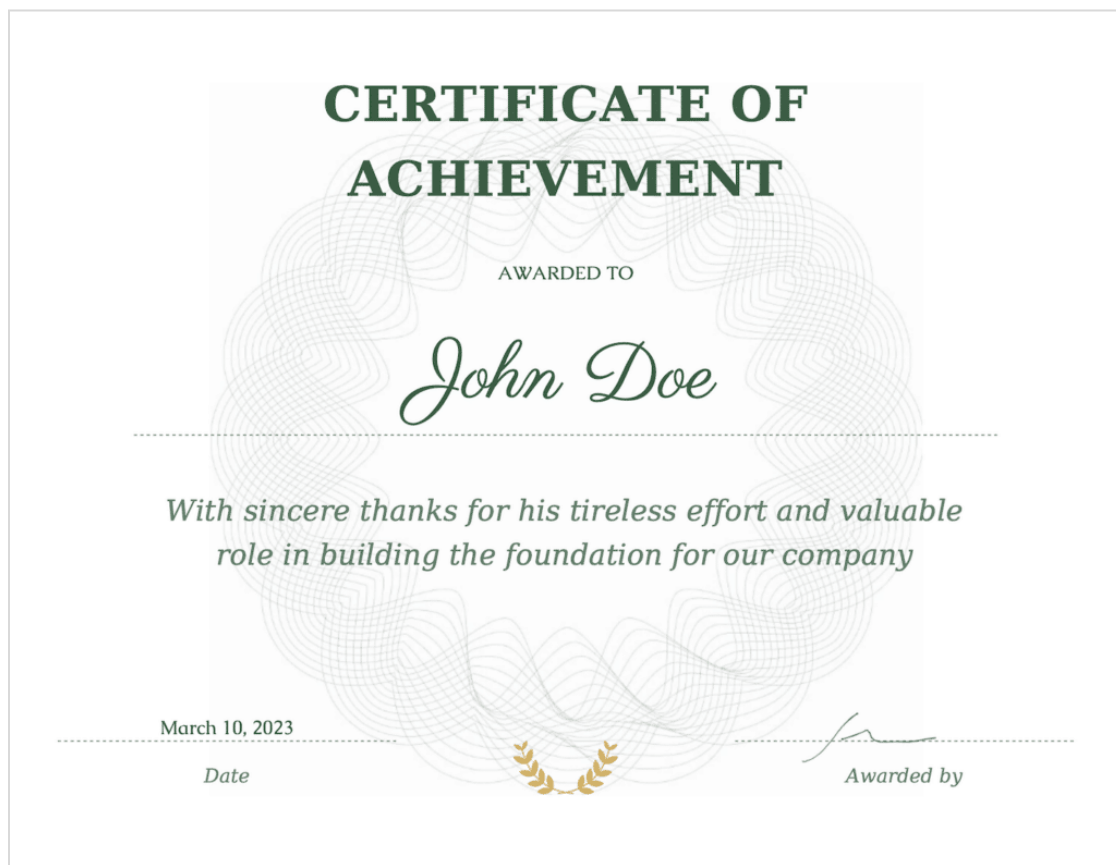 CERTIFICATE OF
ACHIEVEMENT
AWARDED TO
John Doe
With sincere thanks for his tireless effort and valuable
role in building the foundation for our company
March 10, 2023
Date
Awarded by